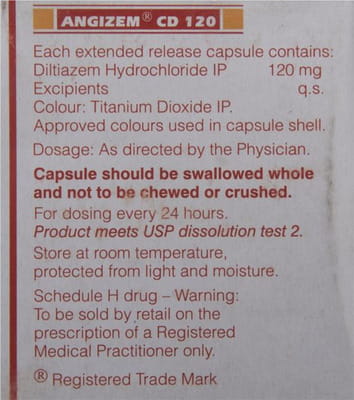 ANGIZEM® CD 120
Each extended release capsule contains:
Diltiazem Hydrochloride IP 120 mg
Excipients q.s.
Colour: Titanium Dioxide IP.
Approved colours used in capsule shell.
Dosage: As directed by the Physician.
Capsule should be swallowed whole
and not to be chewed or crushed.
For dosing every 24 hours.
Product meets USP dissolution test 2.
Store at room temperature,
protected from light and moisture.
Schedule H drug – Warning:
To be sold by retail on the
prescription of a Registered
Medical Practitioner only.
® Registered Trade Mark